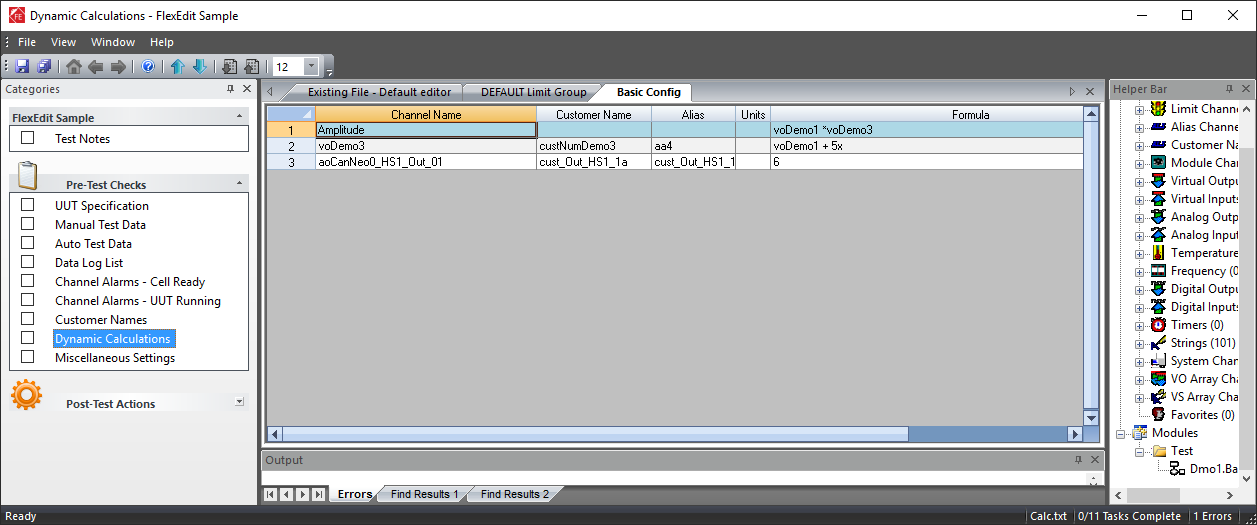 Dynamic Calculations - FlexEdit Sample
File View Window Help
12
Categories
FlexEdit Sample
Test Notes
Pre-Test Checks
UUT Specification
Manual Test Data
Auto Test Data
Data Log List
Channel Alarms - Cell Ready
Channel Alarms - UUT Running
Customer Names
Dynamic Calculations
Miscellaneous Settings
Post-Test Actions
Existing File - Default editor DEFAULT Limit Group Basic Config
Channel Name Customer Name Alias Units Formula
1 Amplitude voDemo1 *voDemo3
2 voDemo3 custNumDemo3 aa4 voDemo1 + 5x
3 aoCanNeo0_HS1_Out_01 cust_Out_HS1_1a cust_Out_HS1_1 6
Output
Errors Find Results 1 Find Results 2
Helper Bar
Limit Chann
Alias Channe
Customer Na
Module Char
Virtual Outpu
Virtual Inputs
Analog Outp
Analog Input
Temperature
Frequency (0
Digital Outpu
Digital Inputs
Timers (0)
Strings (101)
System Chan
VO Array Cha
VS Array Cha
Favorites (0)
Modules
Test
Dmo1.Ba
Ready Calc.txt 0/11 Tasks Complete 1 Errors